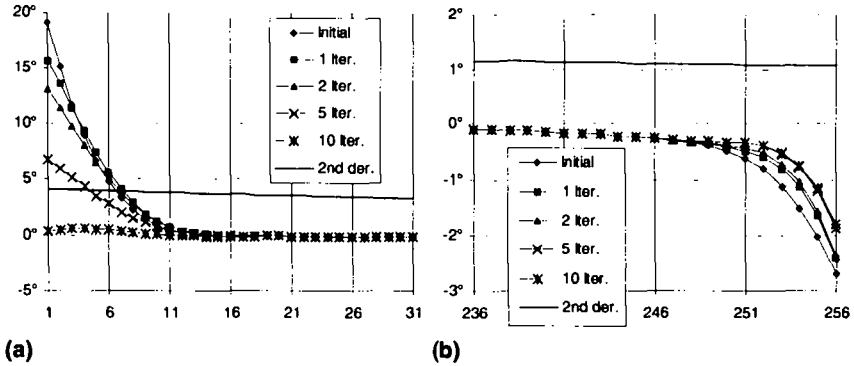 20°
15°
10°
5°
0°
-5°
1 6 11 16 21 26 31
Initial
1 Iter.
2 Iter.
5 Iter.
10 Iter.
2nd der.
(a)
2°
1°
-0°
-1°
-2°
-3°
236 246 251 256
Initial
1 Iter.
2 Iter.
5 Iter.
10 Iter.
2nd der.
(b)